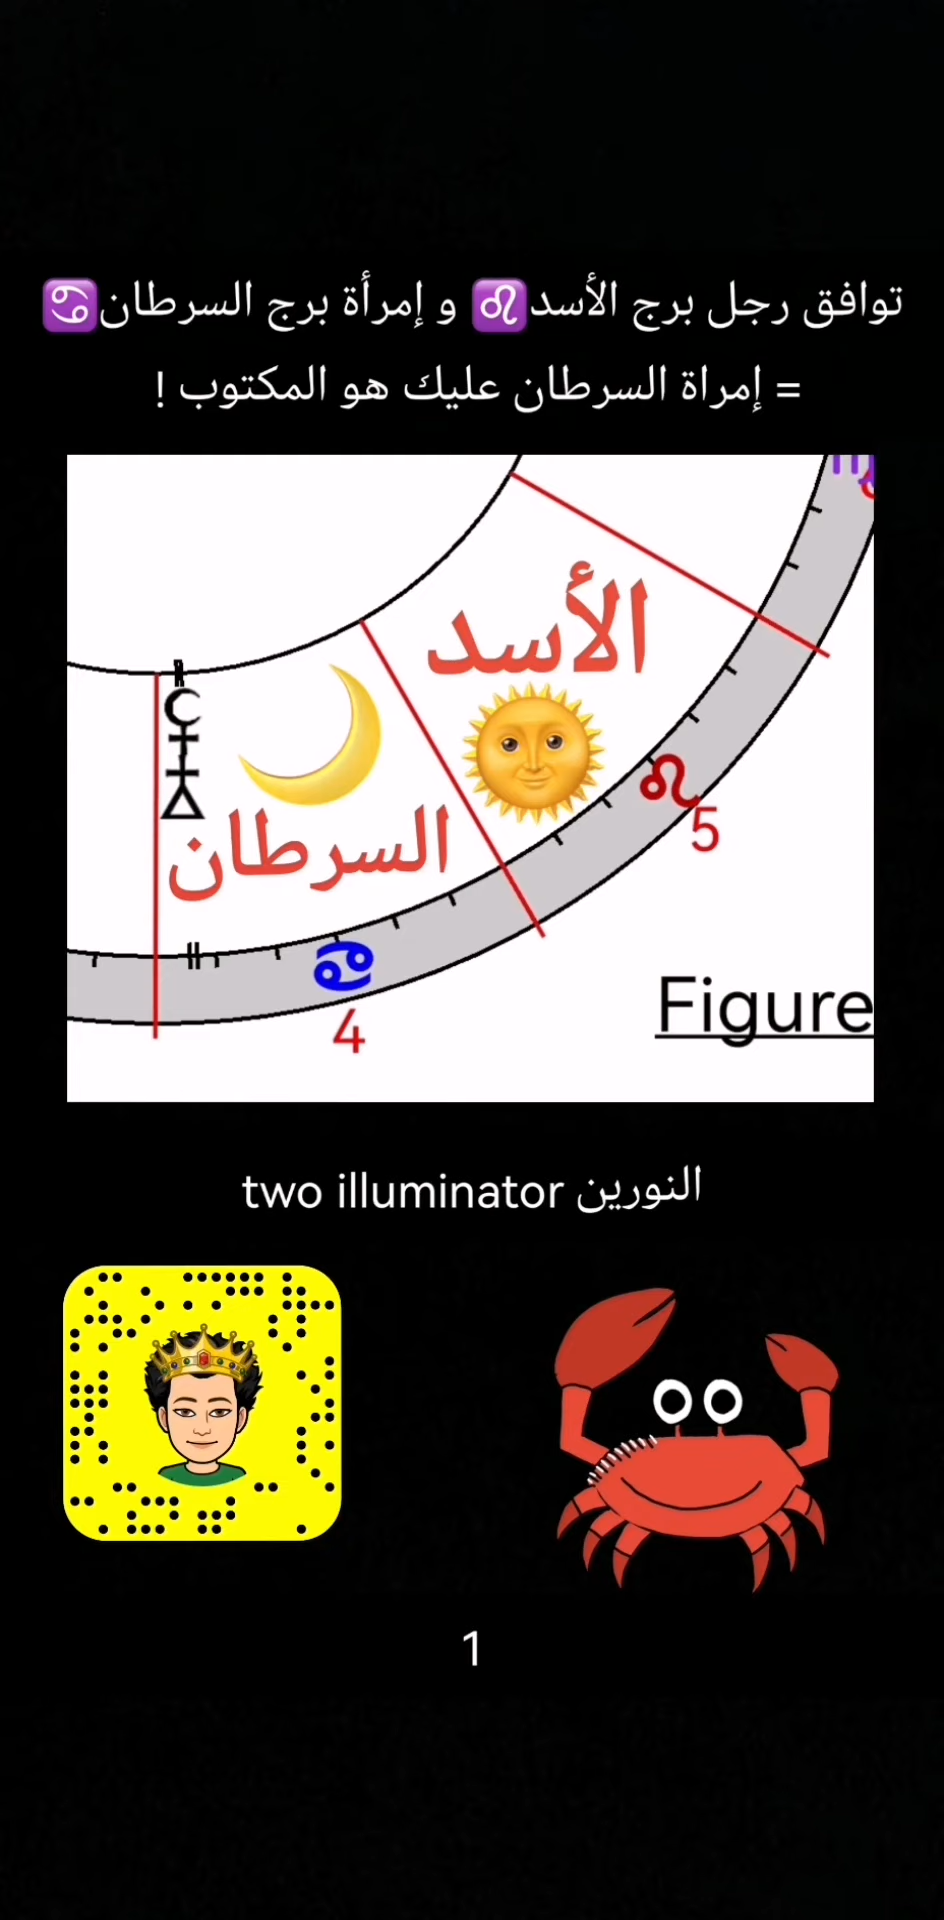 توافق رجل برج الأسد♌ و إمرأة برج السرطان♋
= إمراة السرطان عليك هو المكتوب !
الأسد
السرطان
5
4
Figure
النورين two illuminator
1